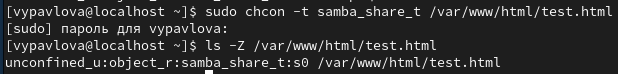 [vypavlova@localhost ~]$ sudo chcon -t samba_share_t /var/www/html/test.html
[sudo] пароль для vypavlova:
[vypavlova@localhost ~]$ ls -Z /var/www/html/test.html
unconfined_u:object_r:samba_share_t:s0 /var/www/html/test.html